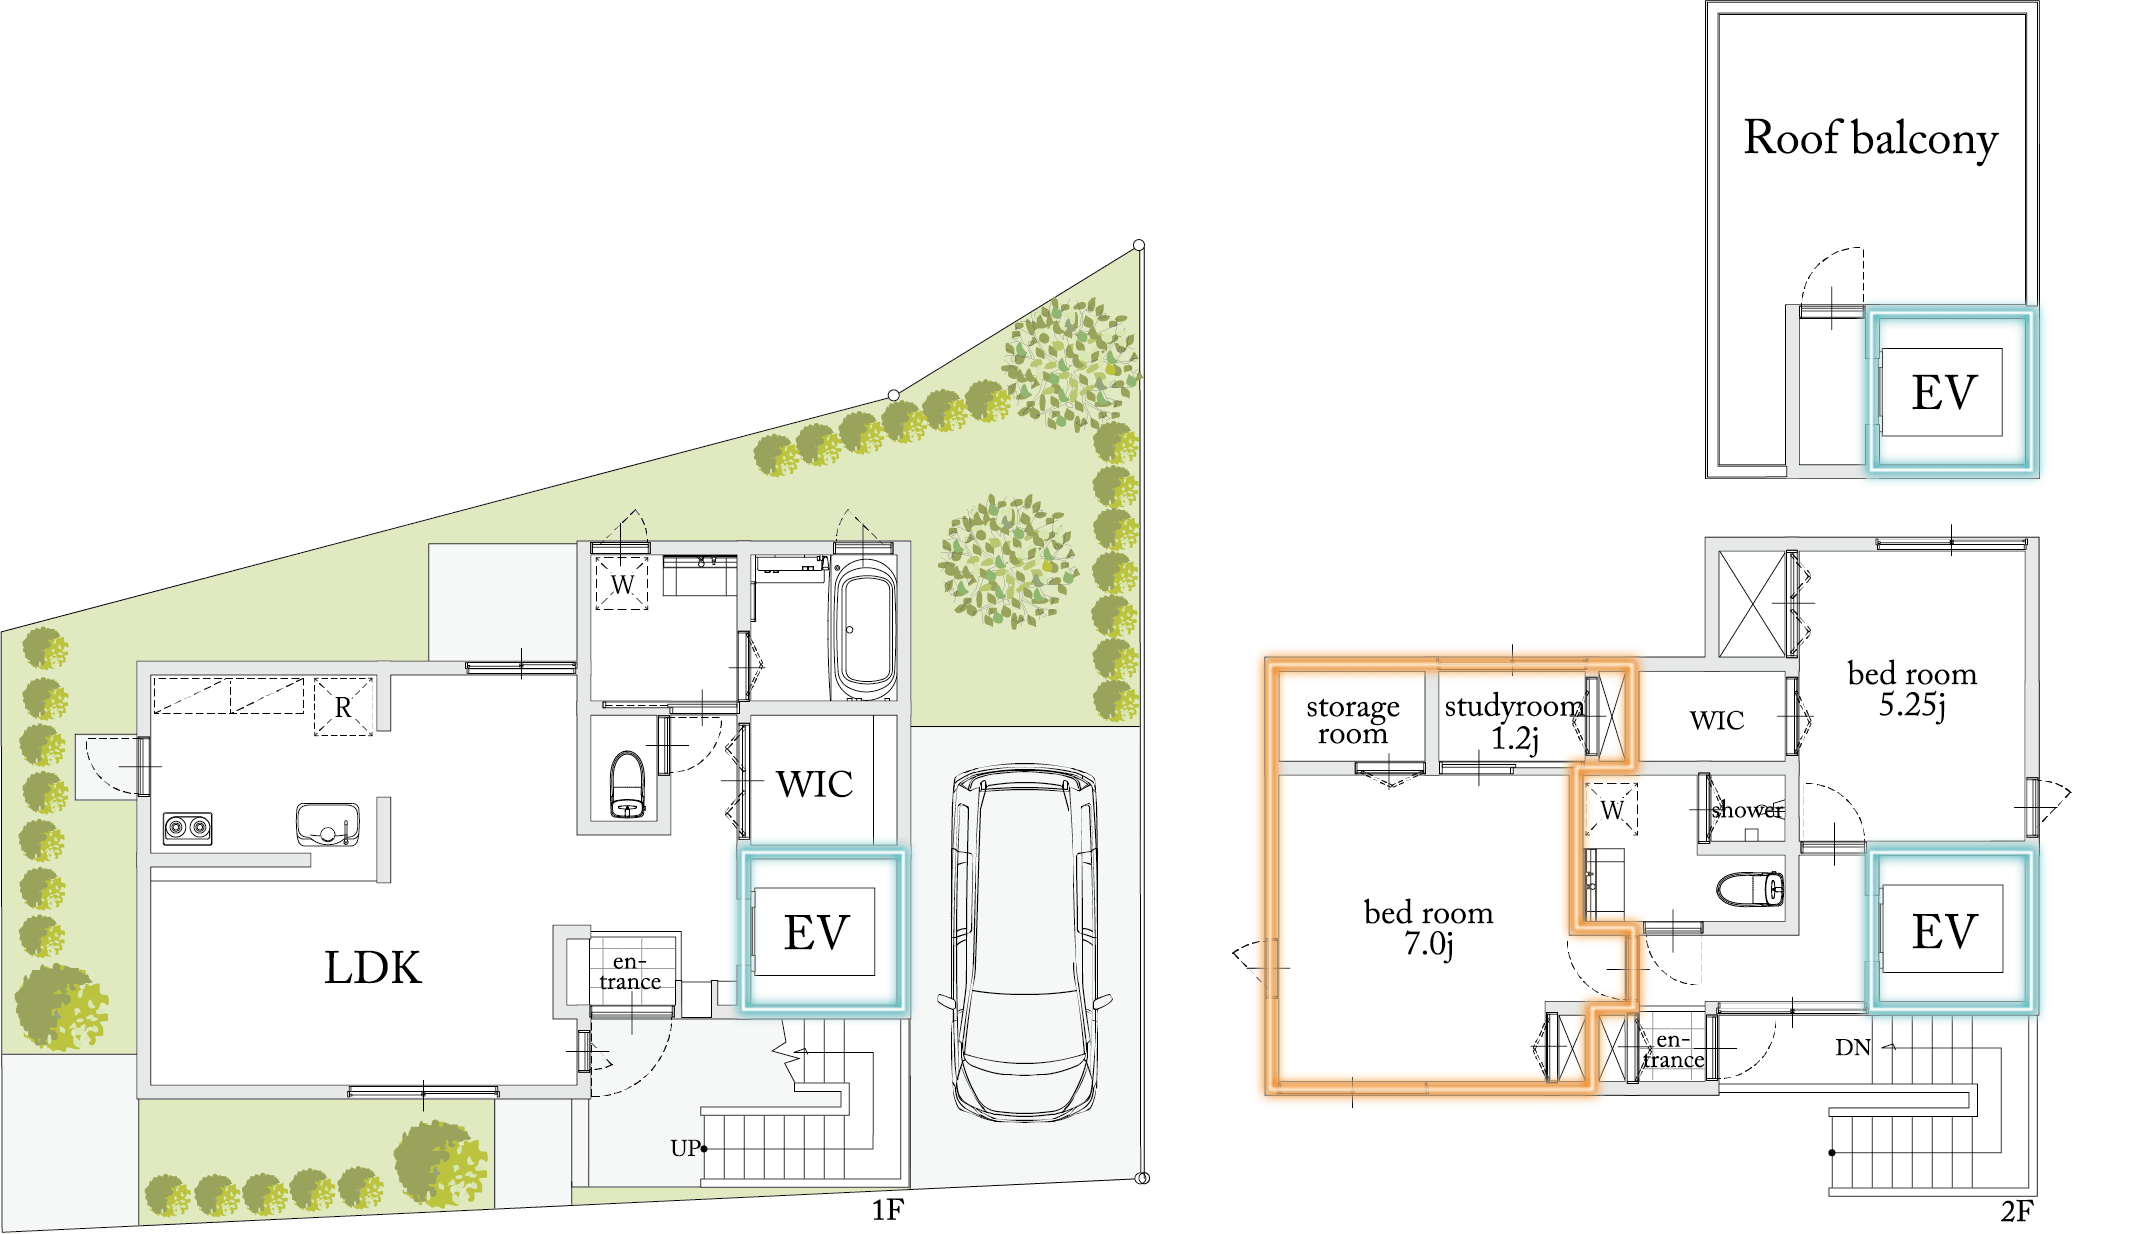 Roof balcony
EV
W
R
WIC
EV
LDK
en-
trance
UP
1F
bed room
5.25j
storage
room
studyroom
1.2j
WIC
W
shower
bed room
7.0j
EV
en-
trance
DN
2F